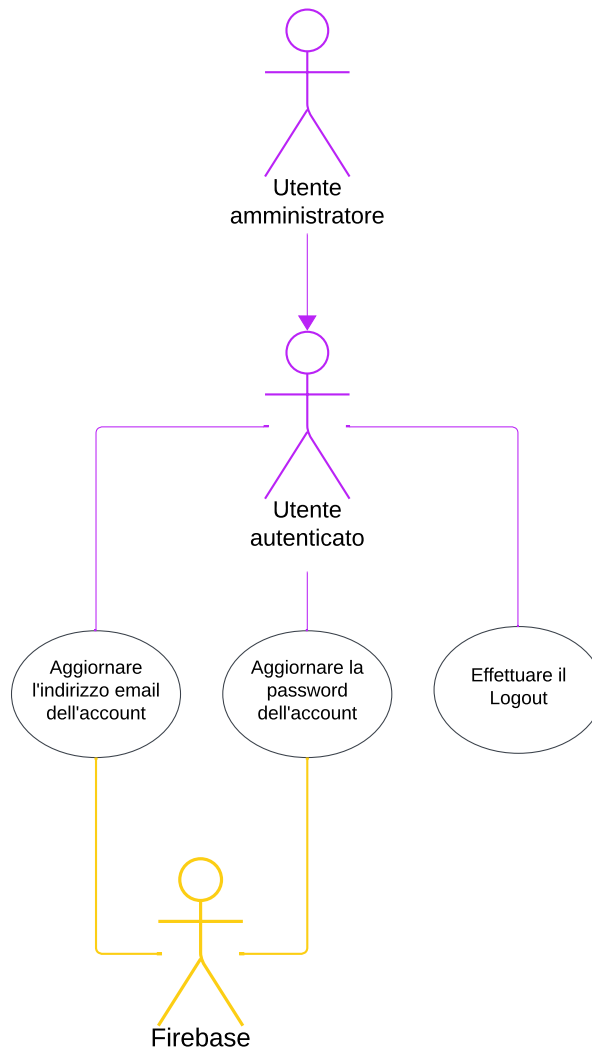 Utente
amministratore
Utente
autenticato
Aggiornare
l'indirizzo email
dell'account
Aggiornare la
password
dell'account
Effettuare il
Logout
Firebase